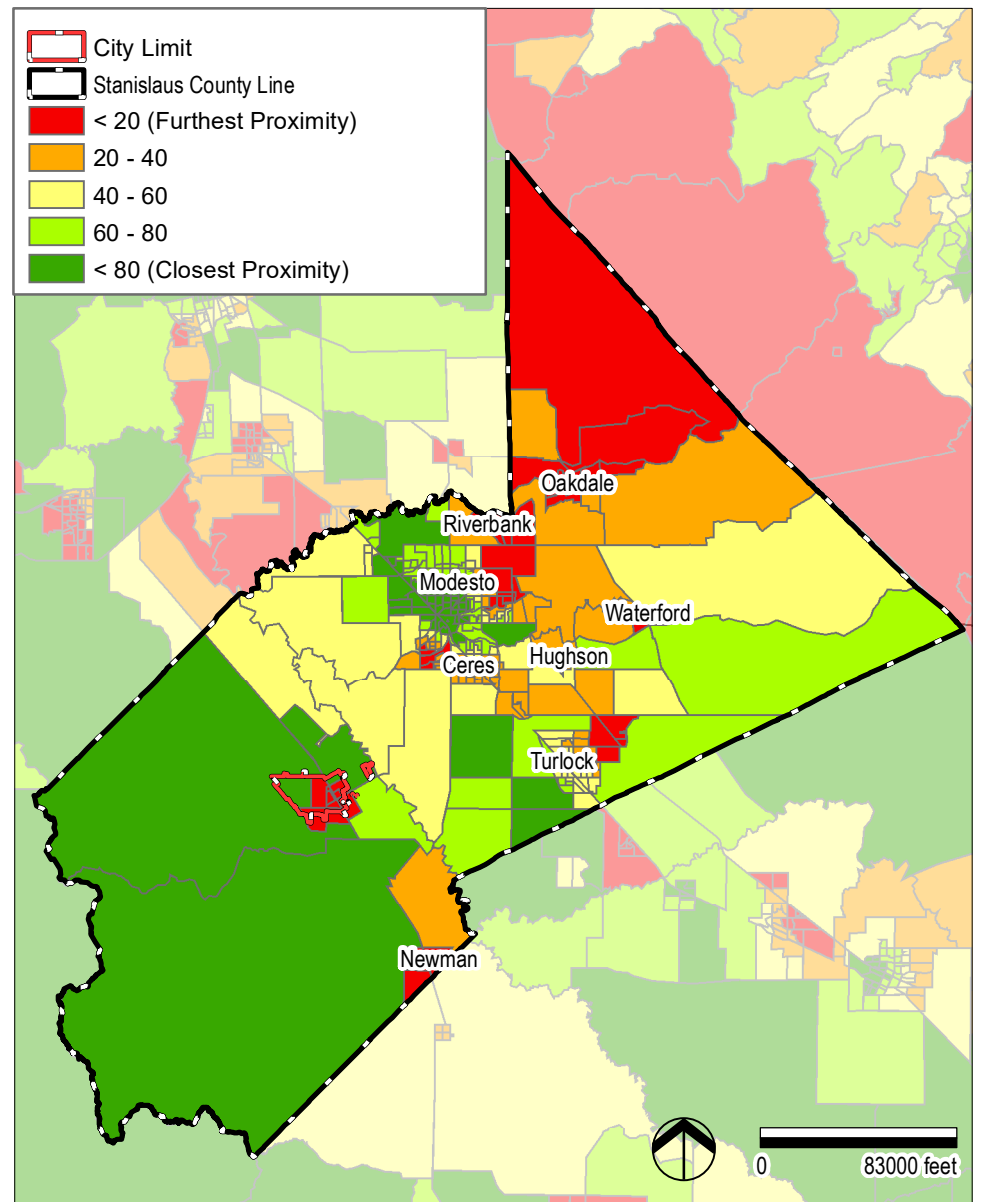 City Limit
Stanislaus County Line
< 20 (Furthest Proximity)
20 - 40
40 - 60
60 - 80
< 80 (Closest Proximity)
Oakdale
Riverbank
Modesto
Waterford
Hughson
Ceres
Turlock
Newman
0 83000 feet